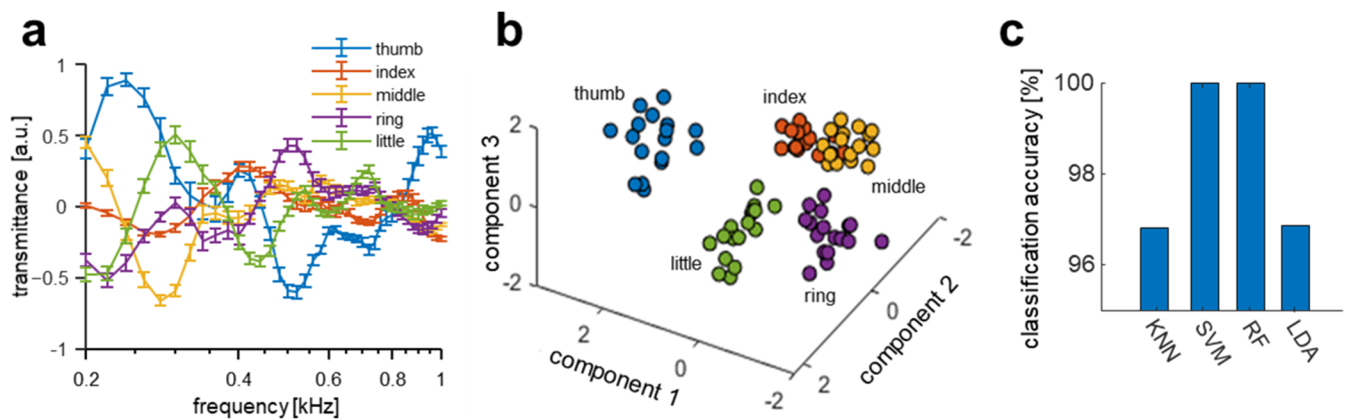 a
thumb
index
middle
ring
little
1
0.5
0
−0.5
-1
transmittance [a.u.]
0.2
0.4
0.6
0.8
1
frequency [kHz]
b
thumb
index
middle
little
ring
2
0
-2
component 3
2
0
-2
component 1
-2
0
2
component 2
c
100
98
96
classification accuracy [%]
KNN
SVM
RF
LDA